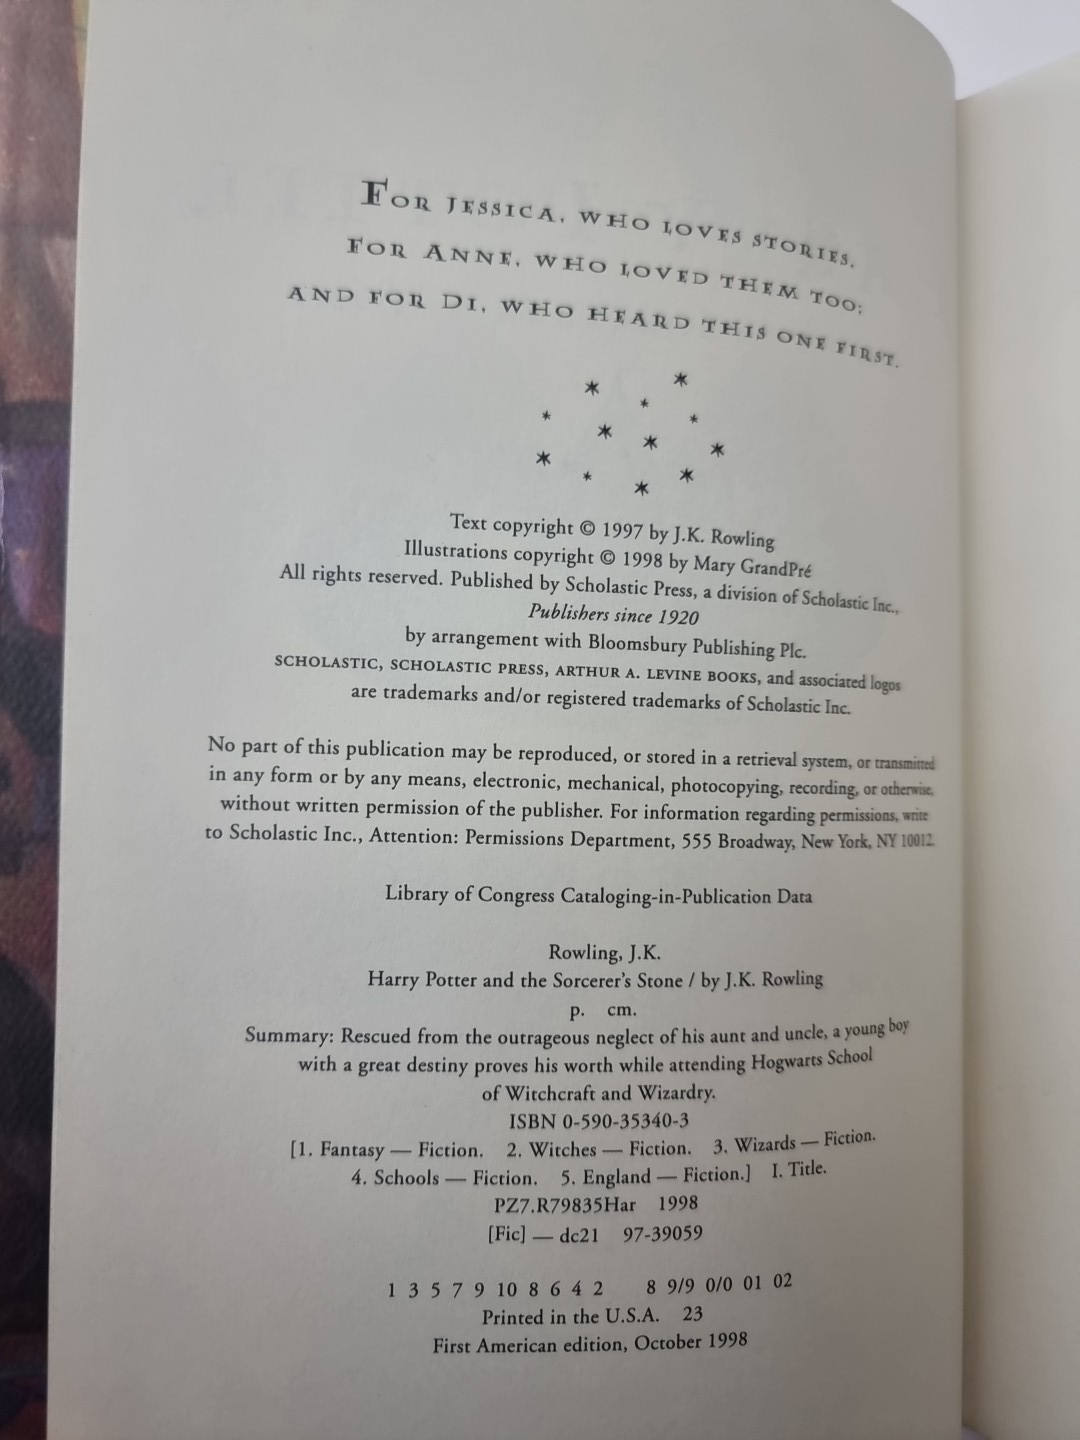 FOR JESSICA, WHO LOVES STORIES,
FOR ANNE, WHO LOVED THEM TOO;
AND FOR DI, WHO HEARD THIS ONE FIRST.
Text copyright © 1997 by J.K. Rowling
Illustrations copyright © 1998 by Mary GrandPré
All rights reserved. Published by Scholastic Press, a division of Scholastic Inc.,
Publishers since 1920
by arrangement with Bloomsbury Publishing Plc.
SCHOLASTIC, SCHOLASTIC PRESS, ARTHUR A. LEVINE BOOKS, and associated logos
are trademarks and/or registered trademarks of Scholastic Inc.
No part of this publication may be reproduced, or stored in a retrieval system, or transmitted
in any form or by any means, electronic, mechanical, photocopying, recording, or otherwise,
without written permission of the publisher. For information regarding permissions, write
to Scholastic Inc., Attention: Permissions Department, 555 Broadway, New York, NY 10012.
Library of Congress Cataloging-in-Publication Data
Rowling, J.K.
Harry Potter and the Sorcerer's Stone / by J.K. Rowling
p. cm.
Summary: Rescued from the outrageous neglect of his aunt and uncle, a young boy
with a great destiny proves his worth while attending Hogwarts School
of Witchcraft and Wizardry.
ISBN 0-590-35340-3
[1. Fantasy — Fiction. 2. Witches — Fiction. 3. Wizards — Fiction.
4. Schools — Fiction. 5. England — Fiction.] I. Title.
PZ7.R79835Har 1998
[Fic] — dc21 97-39059
1 3 5 7 9 10 8 6 4 2 8 9/9 0/0 01 02
Printed in the U.S.A. 23
First American edition, October 1998